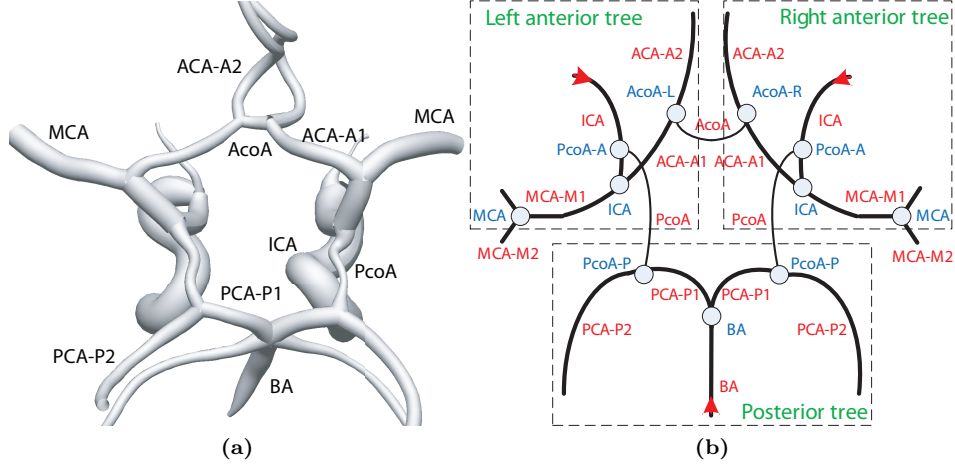 ACA-A2
MCA
MCA
AcoA
ACA-A1
ICA
PcoA
PCA-P1
PCA-P2
BA
(a)
Left anterior tree
Right anterior tree
ACA-A2
ACA-A2
AcoA-L
AcoA-R
ICA
AcoA
ICA
PcoA-A
ACA-A1
ACA-A1
PcoA-A
MCA-M1
MCA-M1
MCA
ICA
PcoA
PcoA
ICA
MCA
MCA-M2
MCA-M2
PcoA-P
PcoA-P
PCA-P1
PCA-P1
PCA-P2
BA
PCA-P2
BA
Posterior tree
(b)